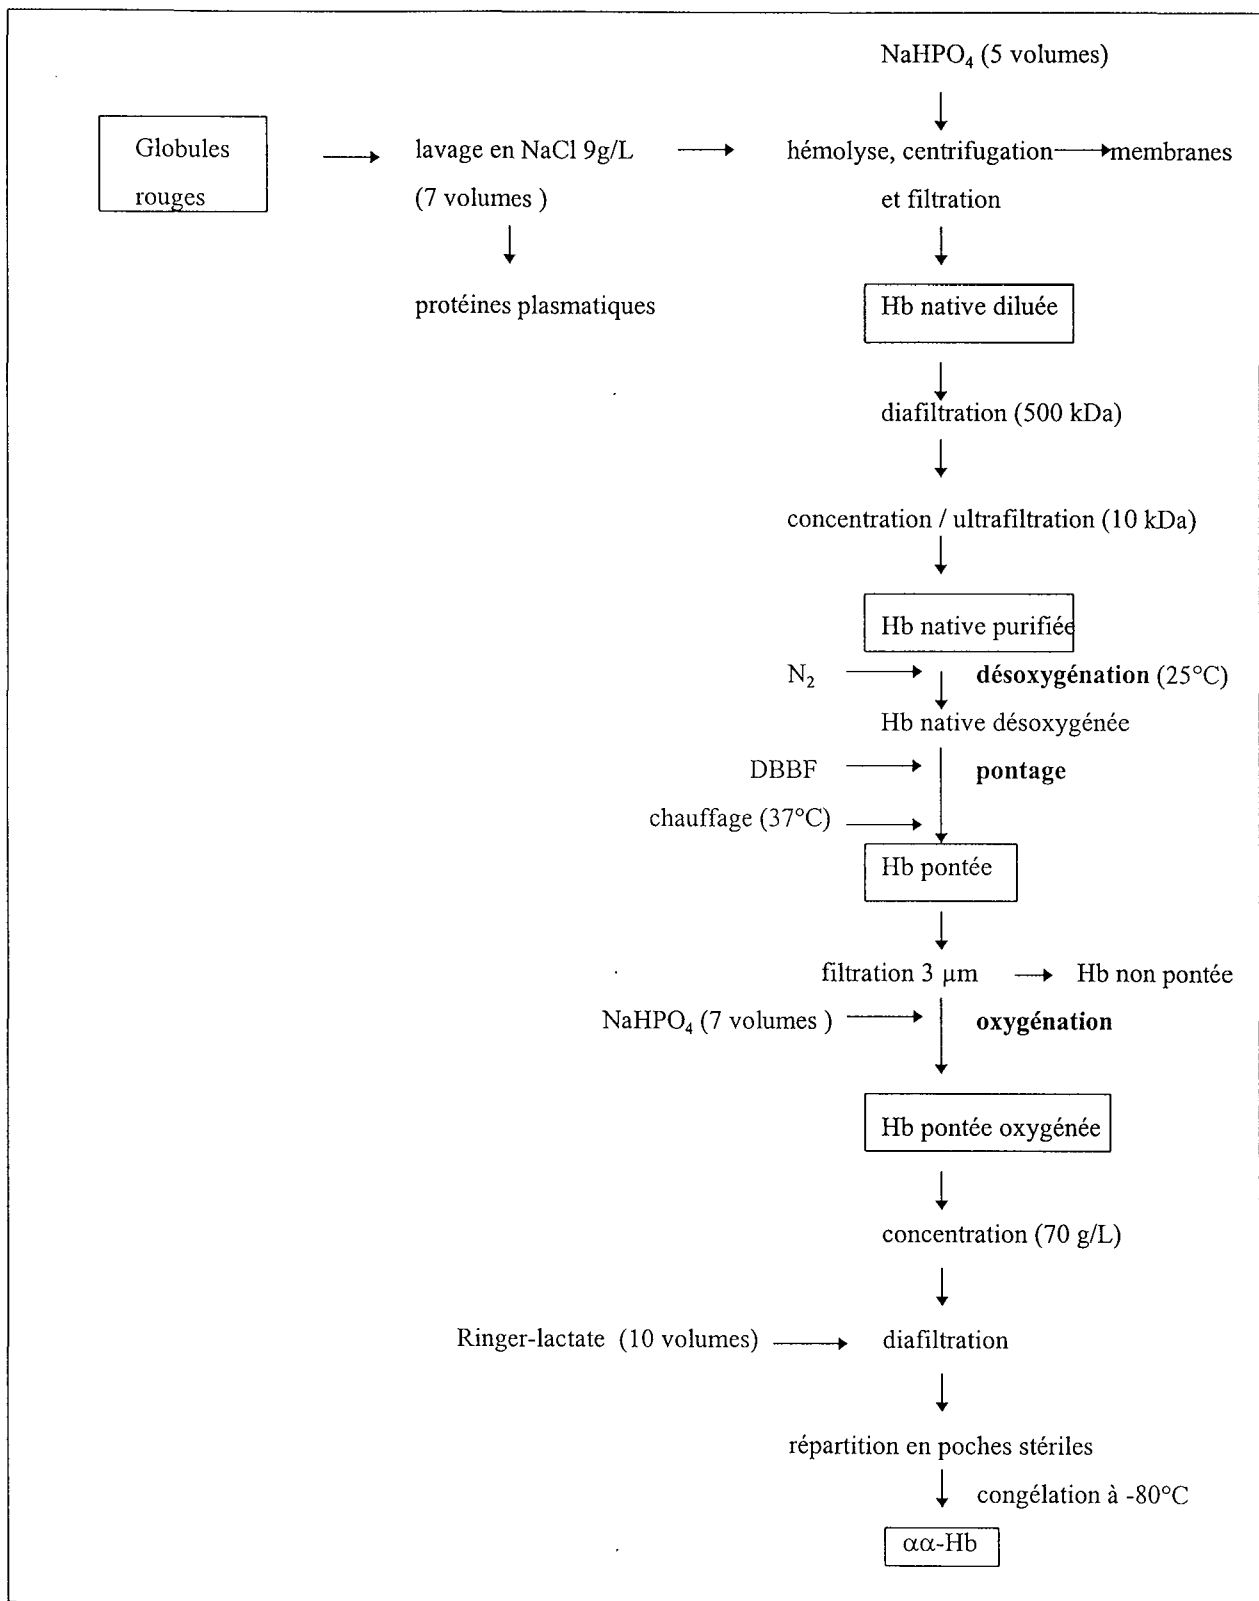 NaHPO₄ (5 volumes)
Globules
rouges
lavage en NaCl 9g/L
(7 volumes )
hémolyse, centrifugation
et filtration
membranes
protéines plasmatiques
Hb native diluée
diafiltration (500 kDa)
concentration / ultrafiltration (10 kDa)
Hb native purifiée
N₂
désoxygénation (25°C)
Hb native désoxygénée
DBBF
pontage
chauffage (37°C)
Hb pontée
filtration 3 µm
Hb non pontée
NaHPO₄ (7 volumes )
oxygénation
Hb pontée oxygénée
concentration (70 g/L)
Ringer-lactate (10 volumes)
diafiltration
répartition en poches stériles
congélation à -80°C
αα-Hb